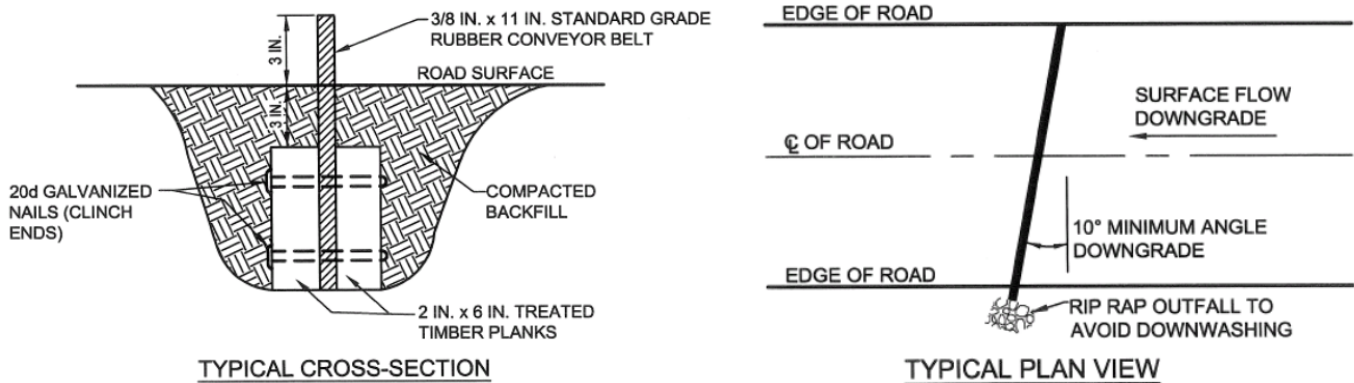 3/8 IN. x 11 IN. STANDARD GRADE
RUBBER CONVEYOR BELT
3 IN.
ROAD SURFACE
3 IN.
20d GALVANIZED
NAILS (CLINCH
ENDS)
COMPACTED
BACKFILL
2 IN. x 6 IN. TREATED
TIMBER PLANKS
TYPICAL CROSS-SECTION
EDGE OF ROAD
SURFACE FLOW
DOWNGRADE
℄ OF ROAD
10° MINIMUM ANGLE
DOWNGRADE
EDGE OF ROAD
RIP RAP OUTFALL TO
AVOID DOWNWASHING
TYPICAL PLAN VIEW